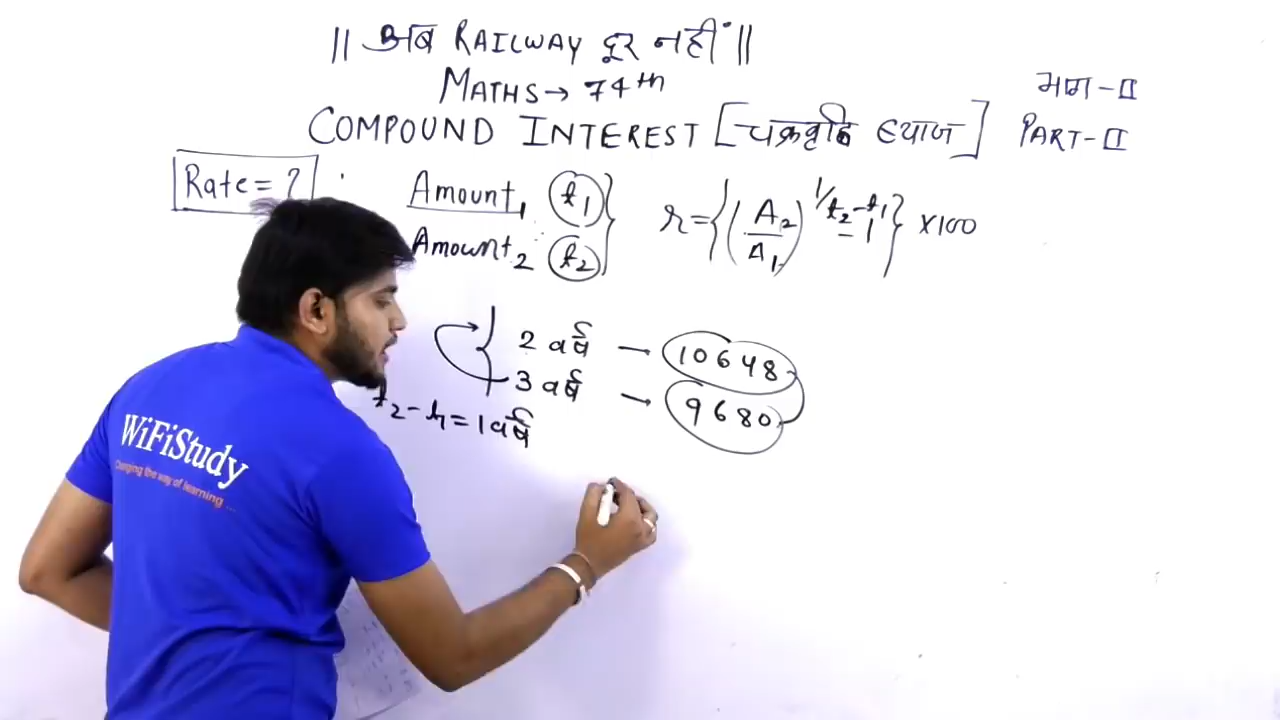 || अब RAILWAY दूर नहीं ||
MATHS → 74th
भाग-II
COMPOUND INTEREST [चक्रवृद्धि ब्याज] PART-II
Rate = ?
Amount1 (t1)
Amount2 (t2)
r = {(A2/A1)^1/t2-t1 - 1} ×100
2 वर्ष → 10648
3 वर्ष → 9680
t2 - t1 = 1 वर्ष
WiFiStudy
Changing the way of learning ...